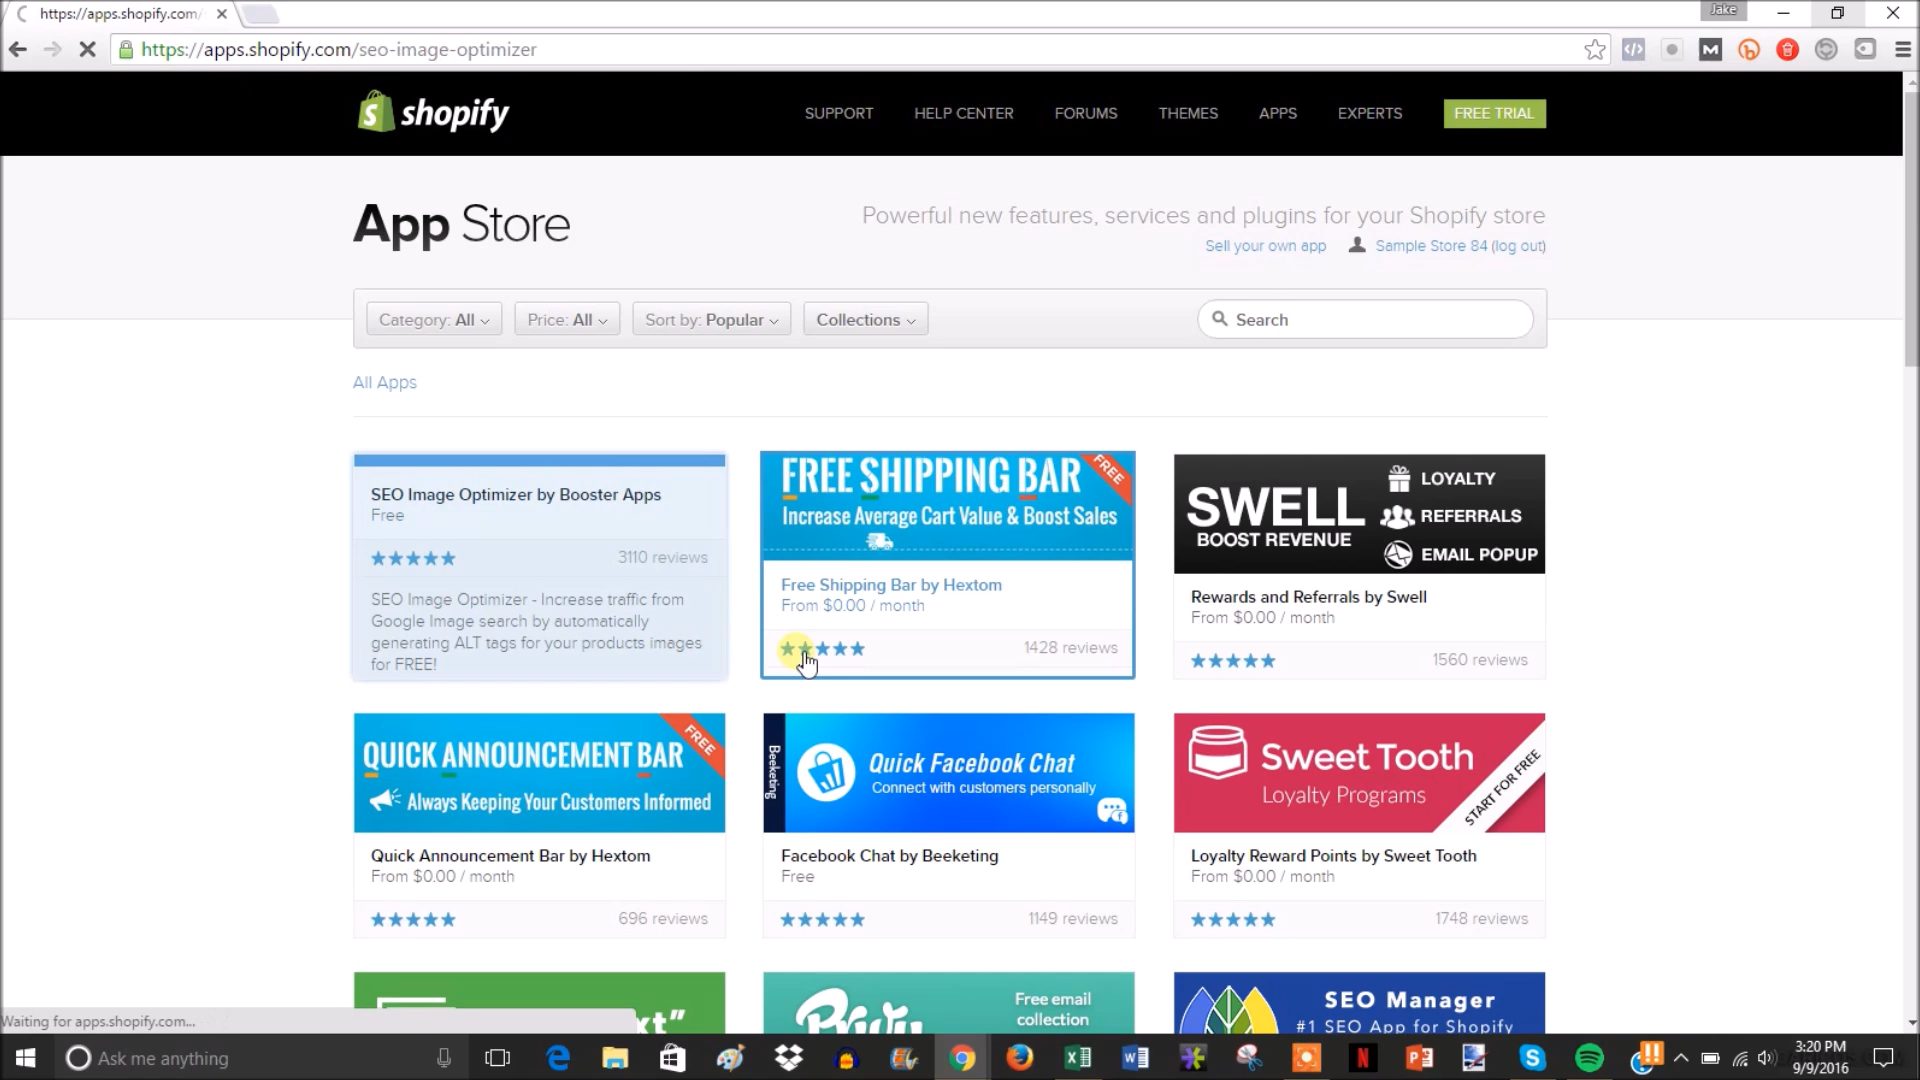 https://apps.shopify.com/
Jake
https://apps.shopify.com/seo-image-optimizer
shopify
SUPPORT
HELP CENTER
FORUMS
THEMES
APPS
EXPERTS
FREE TRIAL
App Store
Powerful new features, services and plugins for your Shopify store
Sell your own app
Sample Store 84 (log out)
Category: All
Price: All
Sort by: Popular
Collections
Search
All Apps
SEO Image Optimizer by Booster Apps
Free
3110 reviews
SEO Image Optimizer - Increase traffic from
Google Image search by automatically
generating ALT tags for your products images
for FREE!
FREE SHIPPING BAR
FREE
Increase Average Cart Value & Boost Sales
Free Shipping Bar by Hextom
From $0.00 / month
1428 reviews
SWELL
BOOST REVENUE
LOYALTY
REFERRALS
EMAIL POPUP
Rewards and Referrals by Swell
From $0.00 / month
1560 reviews
QUICK ANNOUNCEMENT BAR
FREE
Always Keeping Your Customers Informed
Quick Announcement Bar by Hextom
From $0.00 / month
696 reviews
Beeketing
Quick Facebook Chat
Connect with customers personally
Facebook Chat by Beeketing
Free
1149 reviews
Sweet Tooth
Loyalty Programs
START FOR FREE
Loyalty Reward Points by Sweet Tooth
From $0.00 / month
1748 reviews
Free email
collection
SEO Manager
#1 SEO App for Shopify
Waiting for apps.shopify.com...
Ask me anything
3:20 PM
9/9/2016